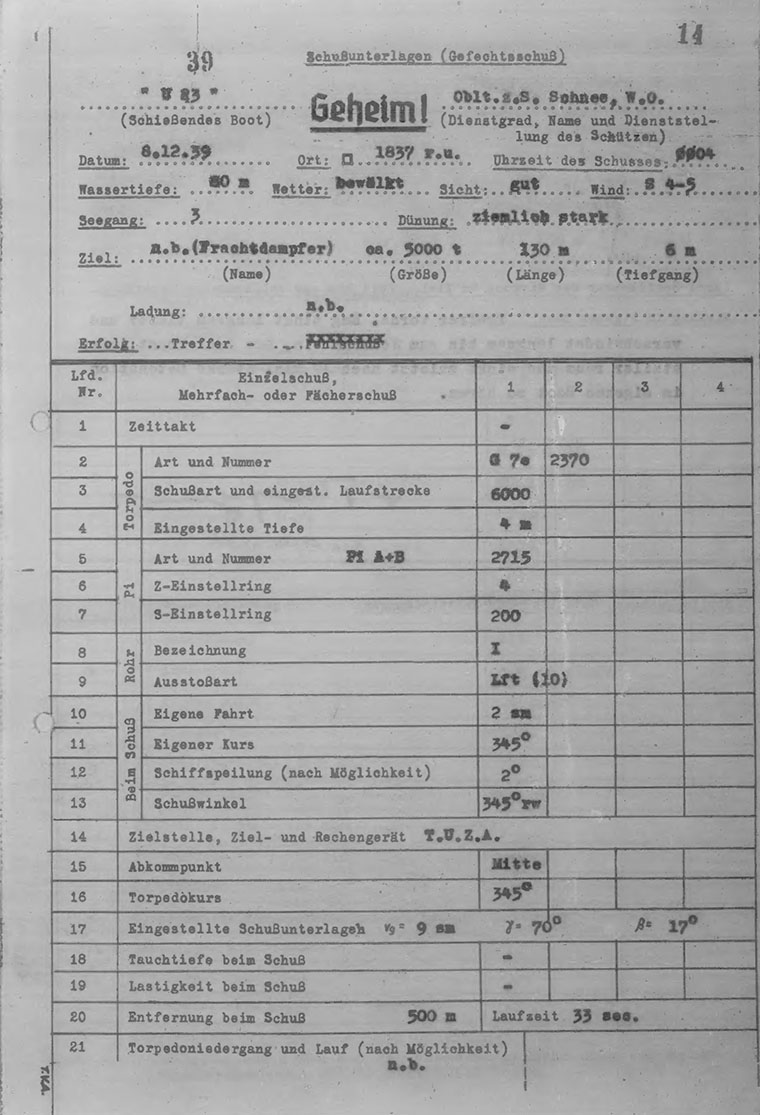 14
39
Schußunterlagen (Gefechtsschuß)
" U 23 "
Geheim!
Oblt.z.S. Schnee, W.O.
(Schießendes Boot)
(Dienstgrad, Name und Dienststel-
lung des Schützen)
Datum: 8.12.39 Ort: □ 1837 r.u. Uhrzeit des Schusses: øø04
Wassertiefe: 80 m Wetter: bewölkt Sicht: gut Wind: S 4-5
Seegang: 3 Dünung: ziemlich stark
Ziel: n.b.(Frachtdampfer) ca. 5000 t 130 m 6 m
(Name) (Größe) (Länge) (Tiefgang)
Ladung: n.b.
Erfolg: ...Treffer - Fehlschuß
Lfd. Nr. Einzelschuß, Mehrfach- oder Fächerschuß 1 2 3 4
1 Zeittakt -
Torpedo
2 Art und Nummer G 7e 2370
3 Schußart und eingest. Laufstrecke 6000
4 Eingestellte Tiefe 4 m
Pi
5 Art und Nummer PI A+B 2715
6 Z-Einstellring 4
7 S-Einstellring 200
Rohr
8 Bezeichnung I
9 Ausstoßart Lft (10)
Beim Schuß
10 Eigene Fahrt 2 sm
11 Eigener Kurs 345°
12 Schiffspeilung (nach Möglichkeit) 2°
13 Schußwinkel 345° rw
14 Zielstelle, Ziel- und Rechengerät T.U.Z.A.
15 Abkommpunkt Mitte
16 Torpedokurs 345°
17 Eingestellte Schußunterlagen vg= 9 sm γ= 70° β= 17°
18 Tauchtiefe beim Schuß -
19 Lastigkeit beim Schuß -
20 Entfernung beim Schuß 500 m Laufzeit 33 sec.
21 Torpedoniedergang und Lauf (nach Möglichkeit)
n.b.